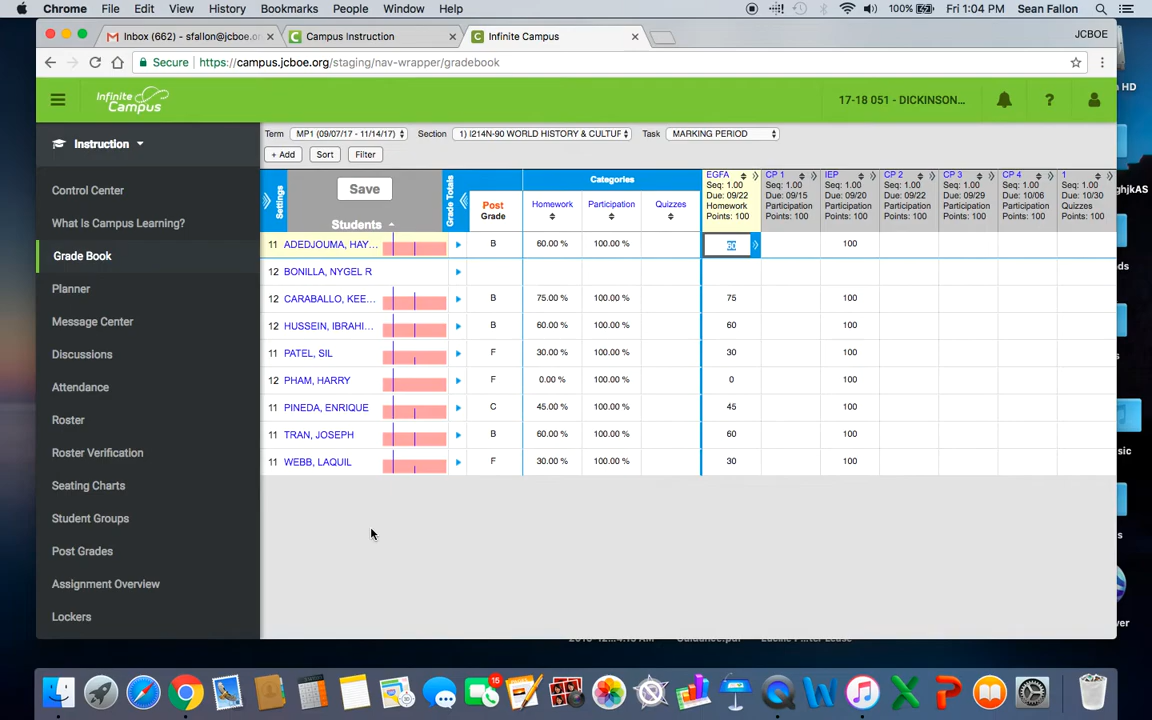 Chrome File Edit View History Bookmarks People Window Help 100% Fri 1:04 PM Sean Fallon
Inbox (662) - sfallon@jcboe.or Campus Instruction Infinite Campus JCBOE
Secure https://campus.jcboe.org/staging/nav-wrapper/gradebook
Infinite Campus 17-18 051 - DICKINSON... ?
Instruction
Control Center
What Is Campus Learning?
Grade Book
Planner
Message Center
Discussions
Attendance
Roster
Roster Verification
Seating Charts
Student Groups
Post Grades
Assignment Overview
Lockers
Term MP1 (09/07/17 - 11/14/17) Section 1) I214N-90 WORLD HISTORY & CULTUR Task MARKING PERIOD
+ Add Sort Filter
Settings Save Students Grade Totals Post Grade
Categories
Homework Participation Quizzes
EGFA CP 1 IEP CP 2 CP 3 CP 4 1
Seq: 1.00 Seq: 1.00 Seq: 1.00 Seq: 1.00 Seq: 1.00 Seq: 1.00 Seq: 1.00
Due: 09/22 Due: 09/15 Due: 09/20 Due: 09/22 Due: 09/29 Due: 10/06 Due: 10/30
Homework Participation Participation Participation Participation Participation Quizzes
Points: 100 Points: 100 Points: 100 Points: 100 Points: 100 Points: 100 Points: 100
11 ADEDJOUMA, HAY... B 60.00 % 100.00 % 60 100
12 BONILLA, NYGEL R
12 CARABALLO, KEE... B 75.00 % 100.00 % 75 100
12 HUSSEIN, IBRAHI... B 60.00 % 100.00 % 60 100
11 PATEL, SIL F 30.00 % 100.00 % 30 100
12 PHAM, HARRY F 0.00 % 100.00 % 0 100
11 PINEDA, ENRIQUE C 45.00 % 100.00 % 45 100
11 TRAN, JOSEPH B 60.00 % 100.00 % 60 100
11 WEBB, LAQUIL F 30.00 % 100.00 % 30 100
HD
ghjkAS
ds
sic
ver
15